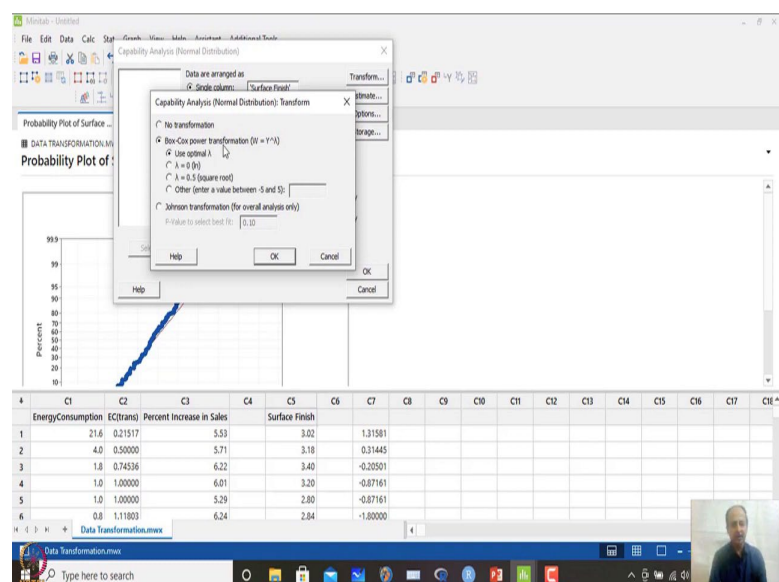 Minitab - Untitled
File Edit Data Calc Stat Graph View Help Assistant Additional Tools
Capability Analysis (Normal Distribution)
Data are arranged as
Single column: 'Surface Finish'
Transform...
Options...
Capability Analysis (Normal Distribution): Transform
No transformation
Box-Cox power transformation (W = Y^λ)
Use optimal λ
λ = 0 (ln)
λ = 0.5 (square root)
Other (enter a value between -5 and 5):
Johnson transformation (for overall analysis only)
P-Value to select best fit: 0.10
Help OK Cancel
OK
Help Cancel
Probability Plot of Surface ...
DATA TRANSFORMATION.M
Probability Plot of
Percent
99.9
99
95
90
80
70
60
50
40
30
20
10
C1 C2 C3 C4 C5 C6 C7 C8 C9 C10 C11 C12 C13 C14 C15 C16 C17 C18
EnergyConsumption EC(trans) Percent Increase in Sales Surface Finish
1 21.6 0.21517 5.53 3.02 1.31581
2 4.0 0.50000 5.71 3.18 0.31445
3 1.8 0.74536 6.22 3.40 -0.20501
4 1.0 1.00000 6.01 3.20 -0.87161
5 1.0 1.00000 5.29 2.80 -0.87161
6 0.8 1.11803 6.24 2.84 -1.80000
Data Transformation.mwx
Data Transformation.mwx
Type here to search